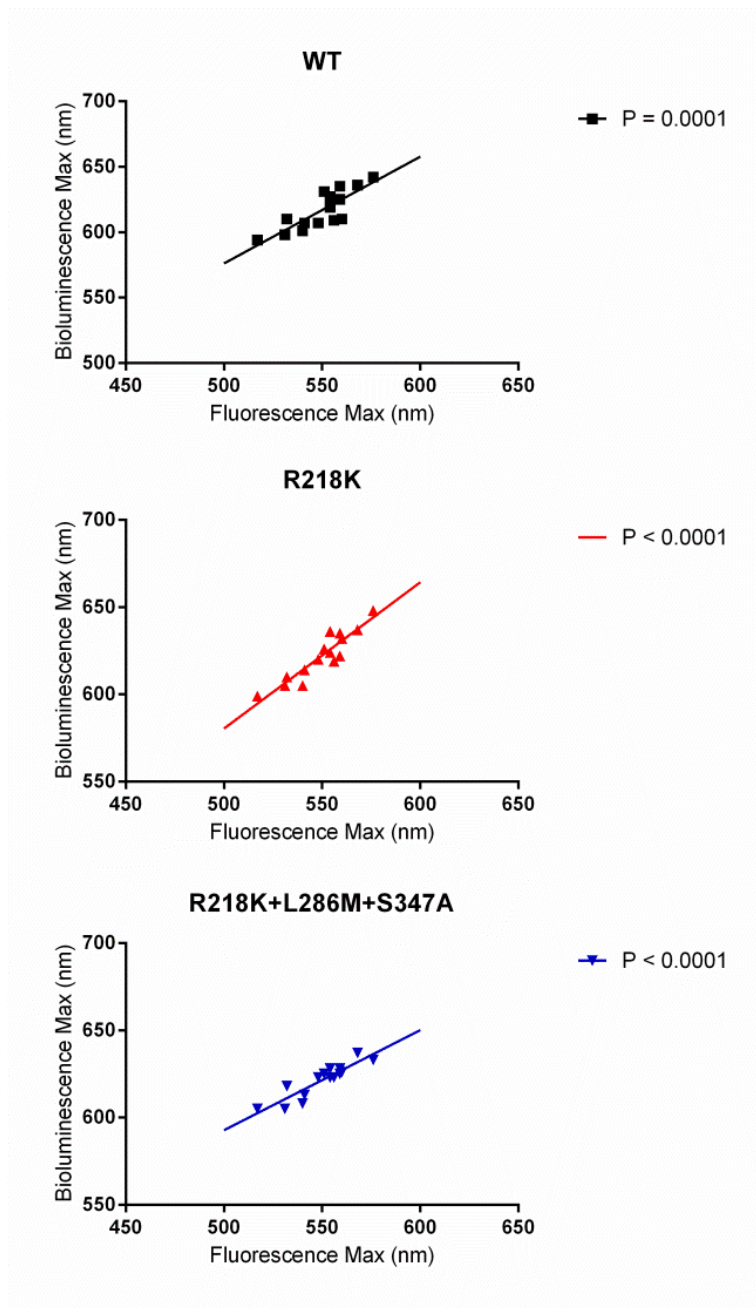 WT
Bioluminescence Max (nm)
700
650
600
550
500
450 500 550 600 650
Fluorescence Max (nm)
P = 0.0001
R218K
Bioluminescence Max (nm)
700
650
600
550
450 500 550 600 650
Fluorescence Max (nm)
P < 0.0001
R218K+L286M+S347A
Bioluminescence Max (nm)
700
650
600
550
450 500 550 600 650
Fluorescence Max (nm)
P < 0.0001